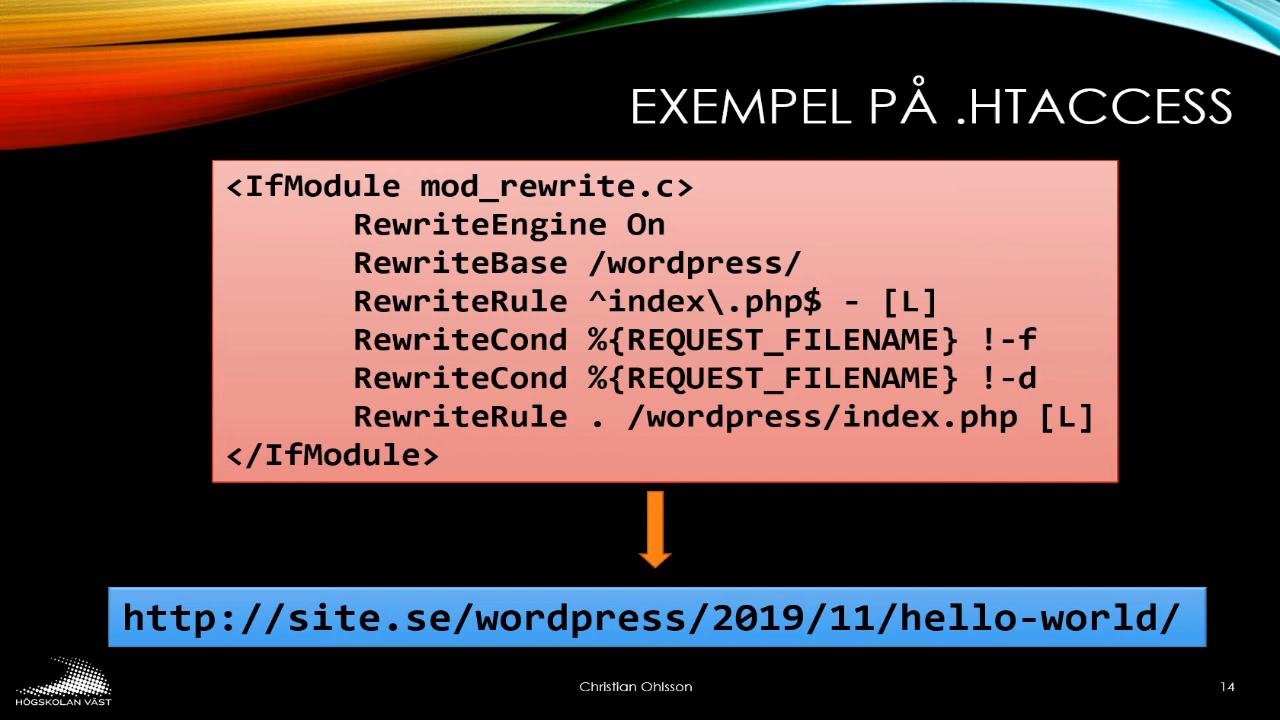 EXEMPEL PÅ .HTACCESS
<IfModule mod_rewrite.c>
RewriteEngine On
RewriteBase /wordpress/
RewriteRule ^index\.php$ - [L]
RewriteCond %{REQUEST_FILENAME} !-f
RewriteCond %{REQUEST_FILENAME} !-d
RewriteRule . /wordpress/index.php [L]
</IfModule>
http://site.se/wordpress/2019/11/hello-world/
HÖGSKOLAN VÄST
Christian Ohlsson
14